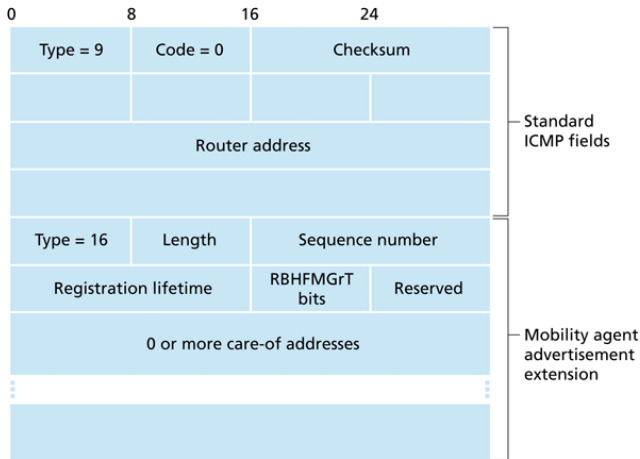 0 8 16 24
Type = 9 Code = 0 Checksum
Router address
Standard
ICMP fields
Type = 16 Length Sequence number
Registration lifetime RBHFMGrT
bits Reserved
0 or more care-of addresses
Mobility agent
advertisement
extension